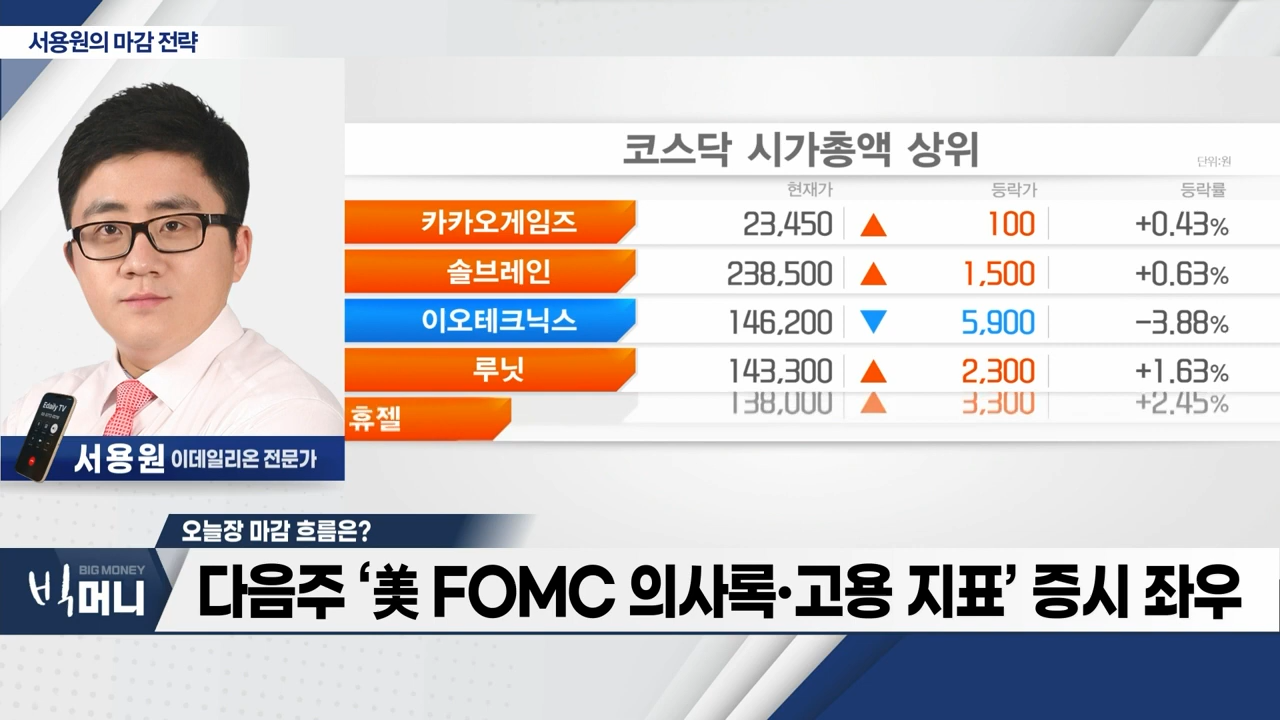 서용원의 마감 전략
코스닥 시가총액 상위
단위:원
현재가 등락가 등락률
카카오게임즈 23,450 ▲ 100 +0.43%
솔브레인 238,500 ▲ 1,500 +0.63%
이오테크닉스 146,200 ▼ 5,900 -3.88%
루닛 143,300 ▲ 2,300 +1.63%
휴젤 138,000 ▲ 3,300 +2.45%
Edaily TV
서용원 이데일리온 전문가
오늘장 마감 흐름은?
BIG MONEY
빅머니
다음주 ‘美 FOMC 의사록·고용 지표’ 증시 좌우